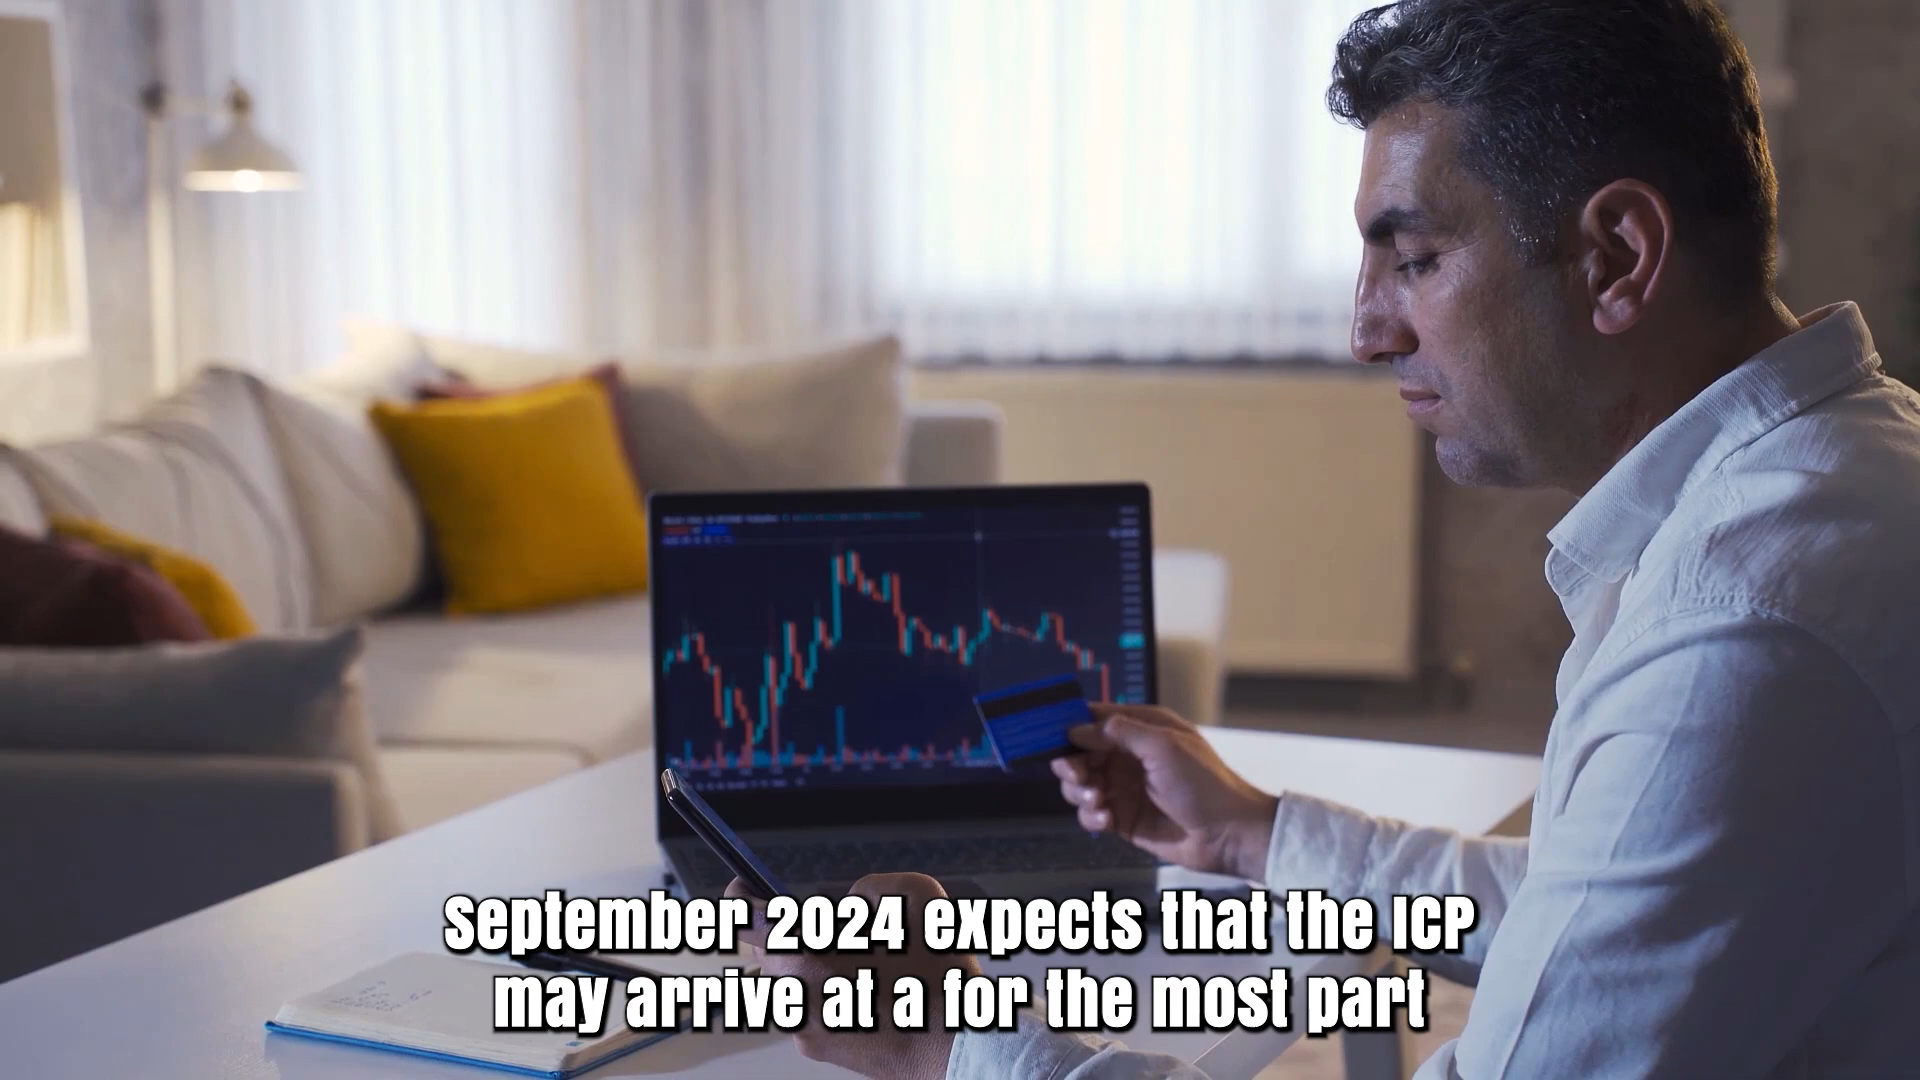 September 2024 expects that the ICP
may arrive at a for the most part